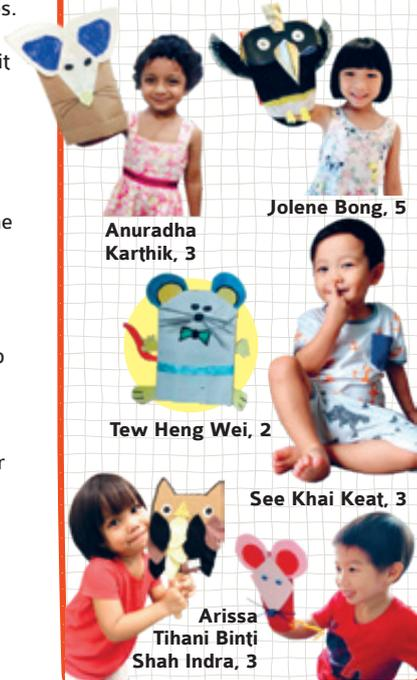 s.
it
e
o
r
Anuradha
Karthik, 3
Jolene Bong, 5
Tew Heng Wei, 2
See Khai Keat, 3
Arissa
Tihani Binti
Shah Indra, 3